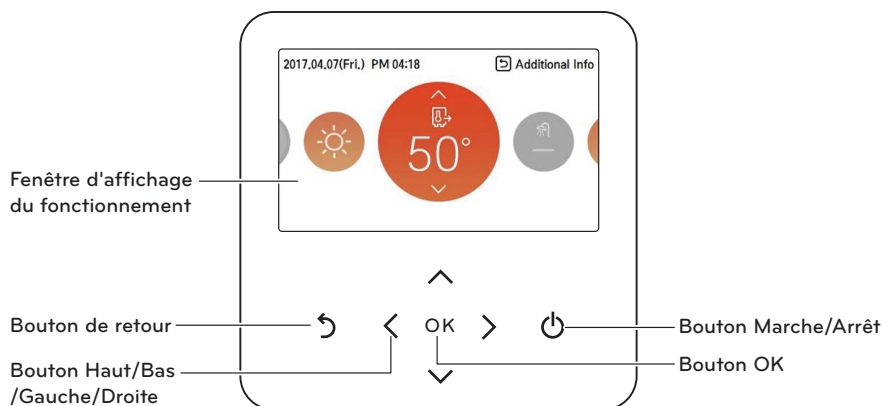 2017.04.07(Fri.) PM 04:18
Additional Info
50°
Fenêtre d'affichage
du fonctionnement
Bouton de retour
OK
Bouton Marche/Arrêt
Bouton OK
Bouton Haut/Bas
/Gauche/Droite